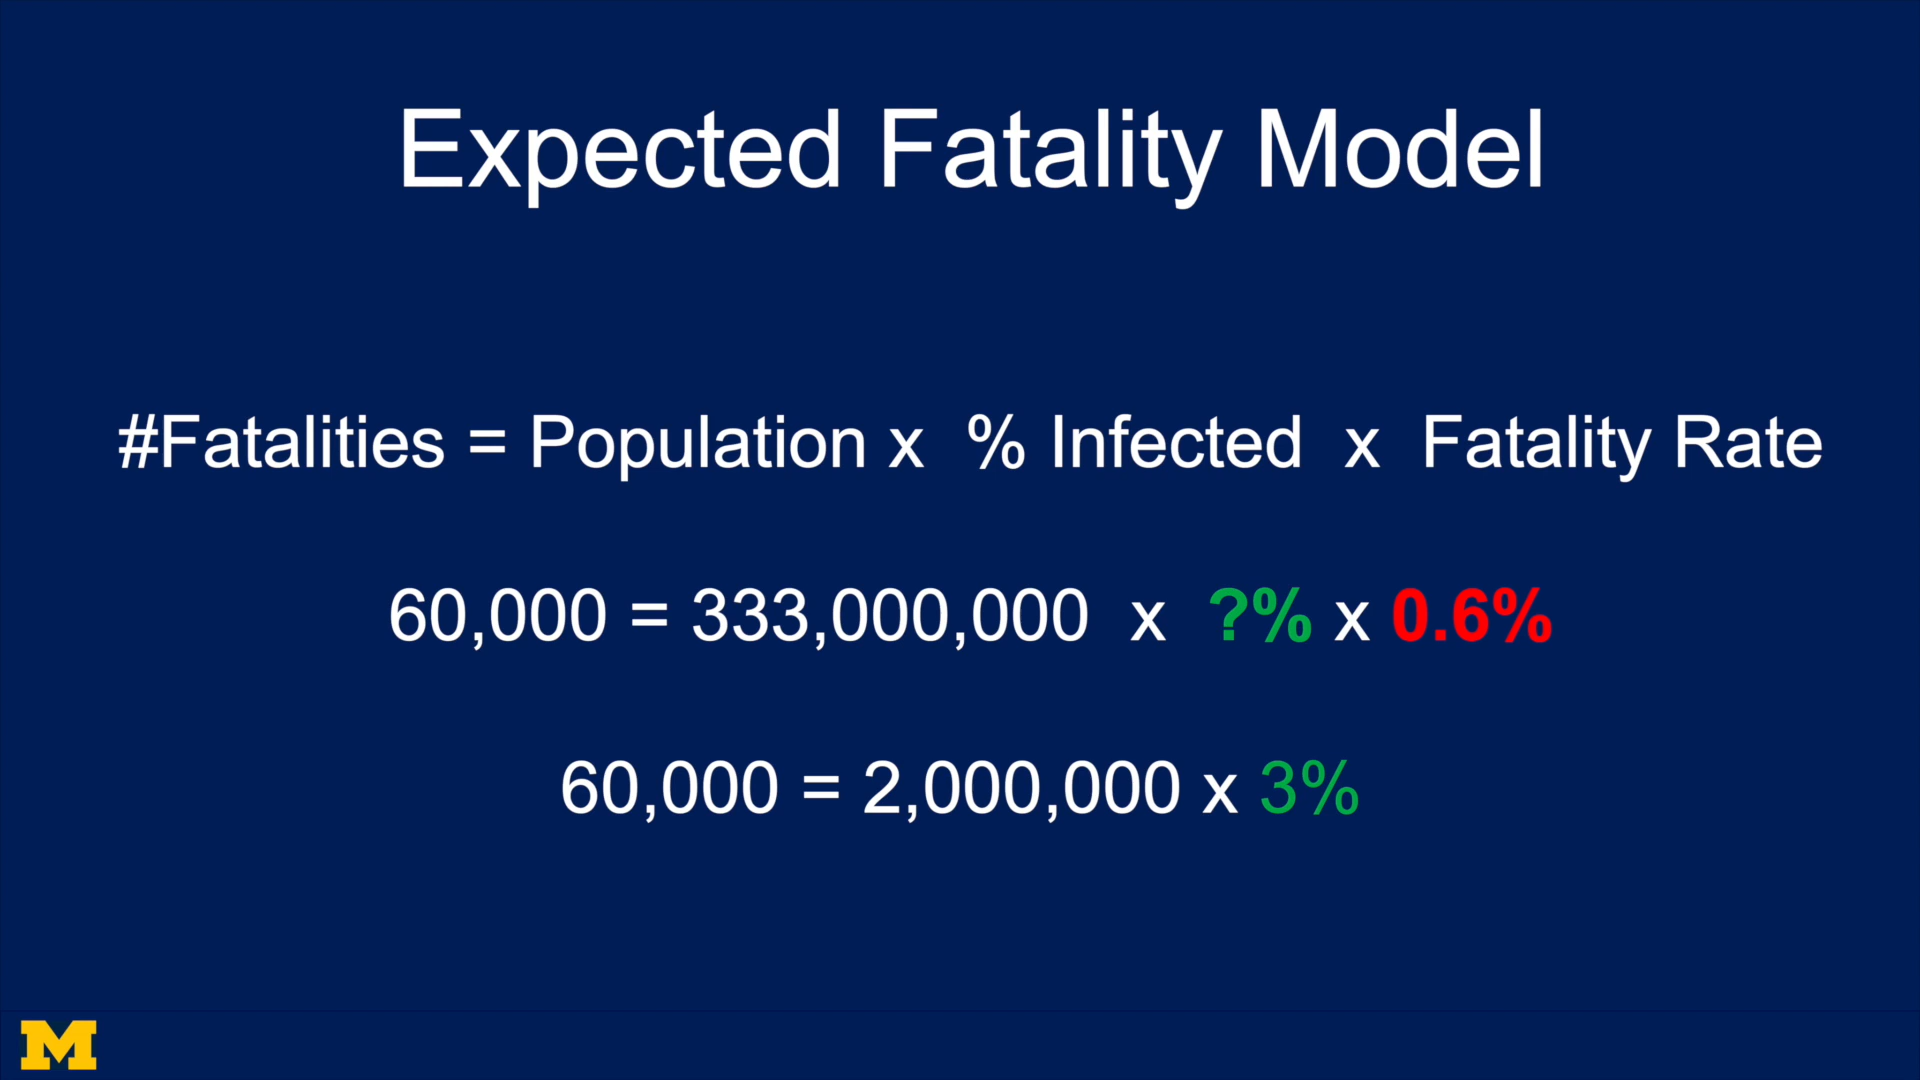 Expected Fatality Model
#Fatalities = Population x % Infected x Fatality Rate
60,000 = 333,000,000 x ?% x 0.6%
60,000 = 2,000,000 x 3%
M